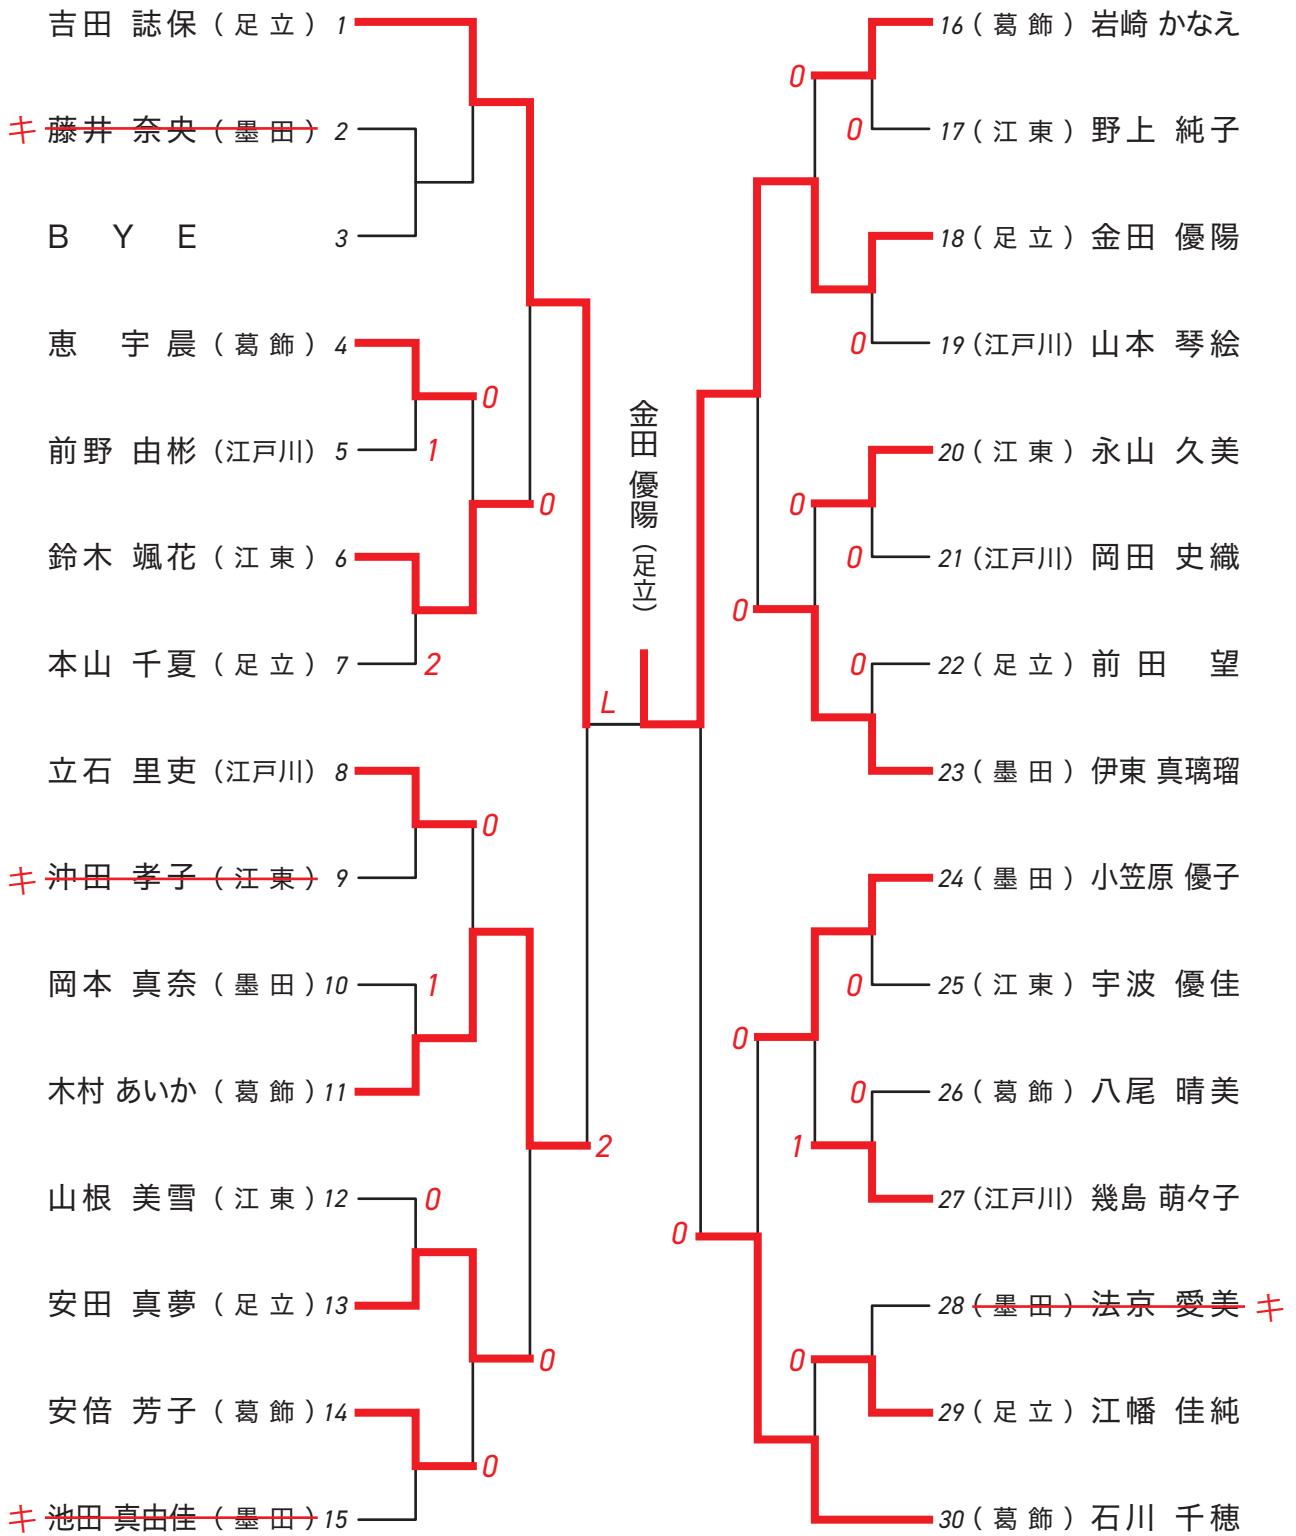 吉田 誌保 (足立) 1
キ 藤井 奈央 (墨田) 2
BYE 3
恵 宇晨 (葛飾) 4
0
前野 由彬 (江戸川) 5
1
0
鈴木 颯花 (江東) 6
本山 千夏 (足立) 7
2
立石 里吏 (江戸川) 8
0
キ 沖田 孝子 (江東) 9
岡本 真奈 (墨田) 10
1
木村 あいか (葛飾) 11
2
山根 美雪 (江東) 12
0
安田 真夢 (足立) 13
0
安倍 芳子 (葛飾) 14
0
キ 池田 真由佳 (墨田) 15
金田 優陽 (足立)
L
16 (葛飾) 岩崎 かなえ
0
0
17 (江東) 野上 純子
18 (足立) 金田 優陽
0
19 (江戸川) 山本 琴絵
20 (江東) 永山 久美
0
0
21 (江戸川) 岡田 史織
0
0
22 (足立) 前田 望
23 (墨田) 伊東 真璃瑠
24 (墨田) 小笠原 優子
0
25 (江東) 宇波 優佳
0
0
26 (葛飾) 八尾 晴美
1
27 (江戸川) 幾島 萌々子
0
28 (墨田) 法京 愛美 キ
0
29 (足立) 江幡 佳純
30 (葛飾) 石川 千穂